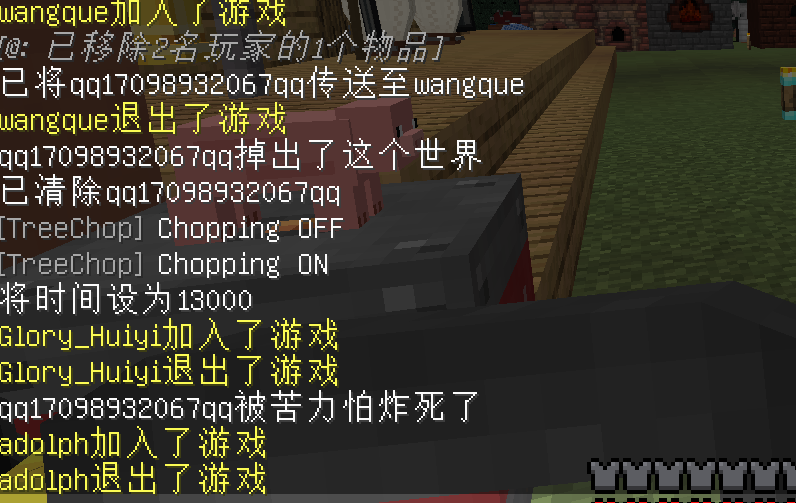 wangque加入了游戏
[@: 已移除2名玩家的1个物品]
已将qq17098932067qq传送至wangque
wangque退出了游戏
qq17098932067qq掉出了这个世界
已清除qq17098932067qq
[TreeChop] Chopping OFF
[TreeChop] Chopping ON
将时间设为13000
Glory_Huiyi加入了游戏
Glory_Huiyi退出了游戏
qq17098932067qq被苦力怕炸死了
adolph加入了游戏
adolph退出了游戏